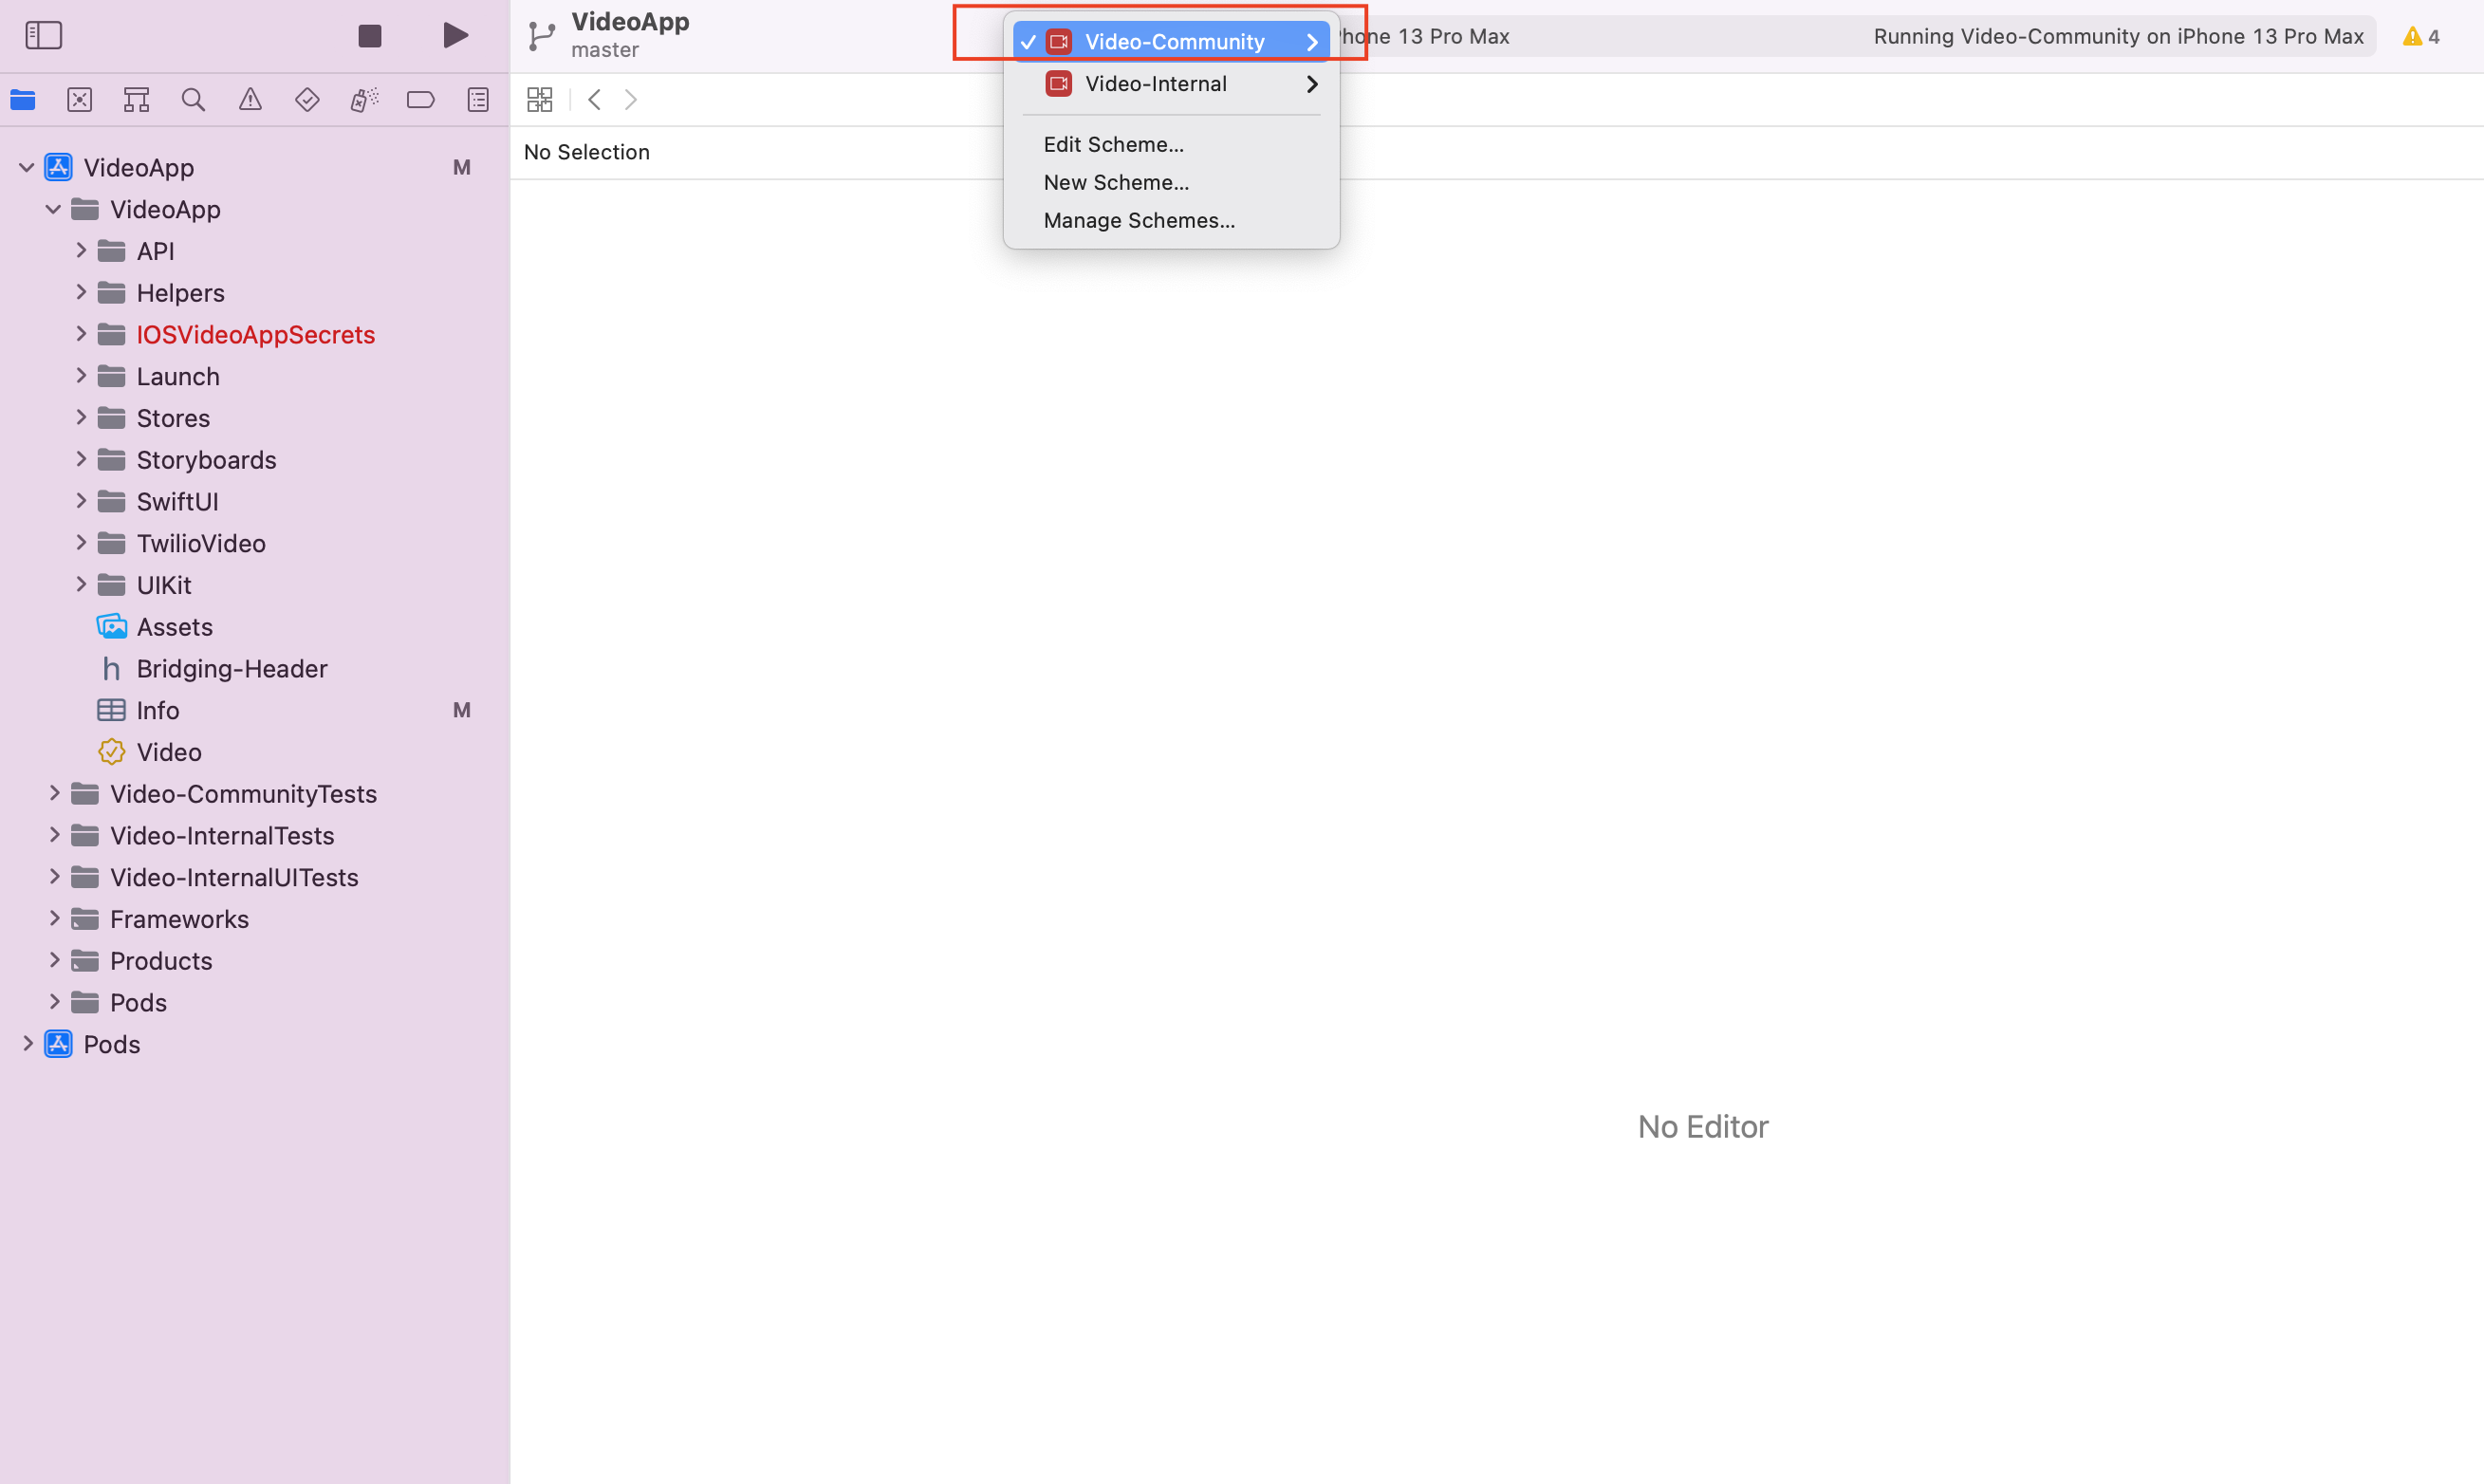 VideoApp
master
Video-Community
hone 13 Pro Max
Running Video-Community on iPhone 13 Pro Max
4
Video-Internal
Edit Scheme...
New Scheme...
Manage Schemes...
No Selection
VideoApp M
VideoApp
API
Helpers
IOSVideoAppSecrets
Launch
Stores
Storyboards
SwiftUI
TwilioVideo
UIKit
Assets
h Bridging-Header
Info M
Video
Video-CommunityTests
Video-InternalTests
Video-InternalUITests
Frameworks
Products
Pods
Pods
No Editor